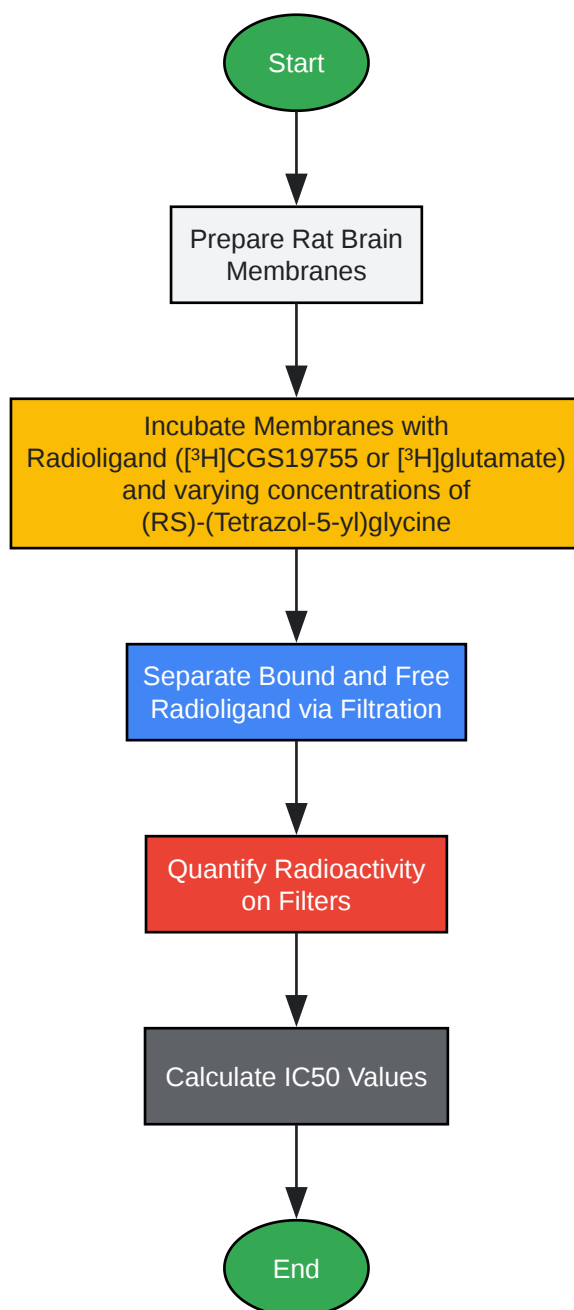 Start
Prepare Rat Brain
Membranes
Incubate Membranes with
Radioligand ([³H]CGS19755 or [³H]glutamate)
and varying concentrations of
(RS)-(Tetrazol-5-yl)glycine
Separate Bound and Free
Radioligand via Filtration
Quantify Radioactivity
on Filters
Calculate IC50 Values
End